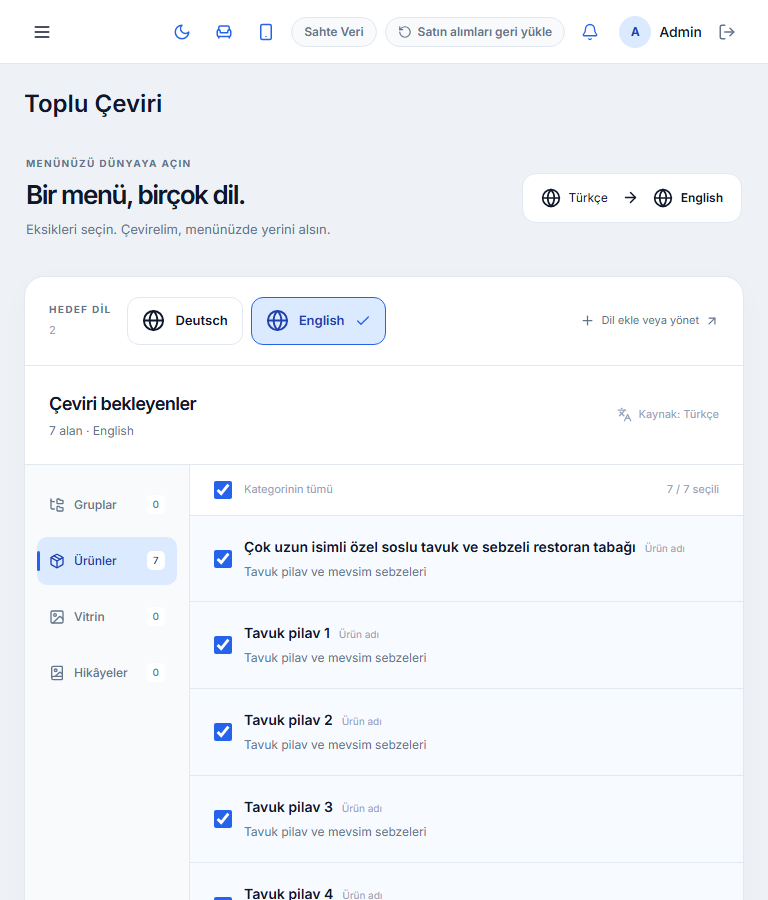 Sahte Veri
Satın alımları geri yükle
A
Admin
Toplu Çeviri
MENÜNÜZÜ DÜNYAYA AÇIN
Bir menü, birçok dil.
Eksikleri seçin. Çevirelim, menünüzde yerini alsın.
Türkçe
English
HEDEF DİL
2
Deutsch
English
Dil ekle veya yönet
Çeviri bekleyenler
7 alan · English
Kaynak: Türkçe
Gruplar 0
Ürünler 7
Vitrin 0
Hikâyeler 0
Kategorinin tümü
7 / 7 seçili
Çok uzun isimli özel soslu tavuk ve sebzeli restoran tabağı Ürün adı
Tavuk pilav ve mevsim sebzeleri
Tavuk pilav 1 Ürün adı
Tavuk pilav ve mevsim sebzeleri
Tavuk pilav 2 Ürün adı
Tavuk pilav ve mevsim sebzeleri
Tavuk pilav 3 Ürün adı
Tavuk pilav ve mevsim sebzeleri
Tavuk pilav 4 Ürün adı